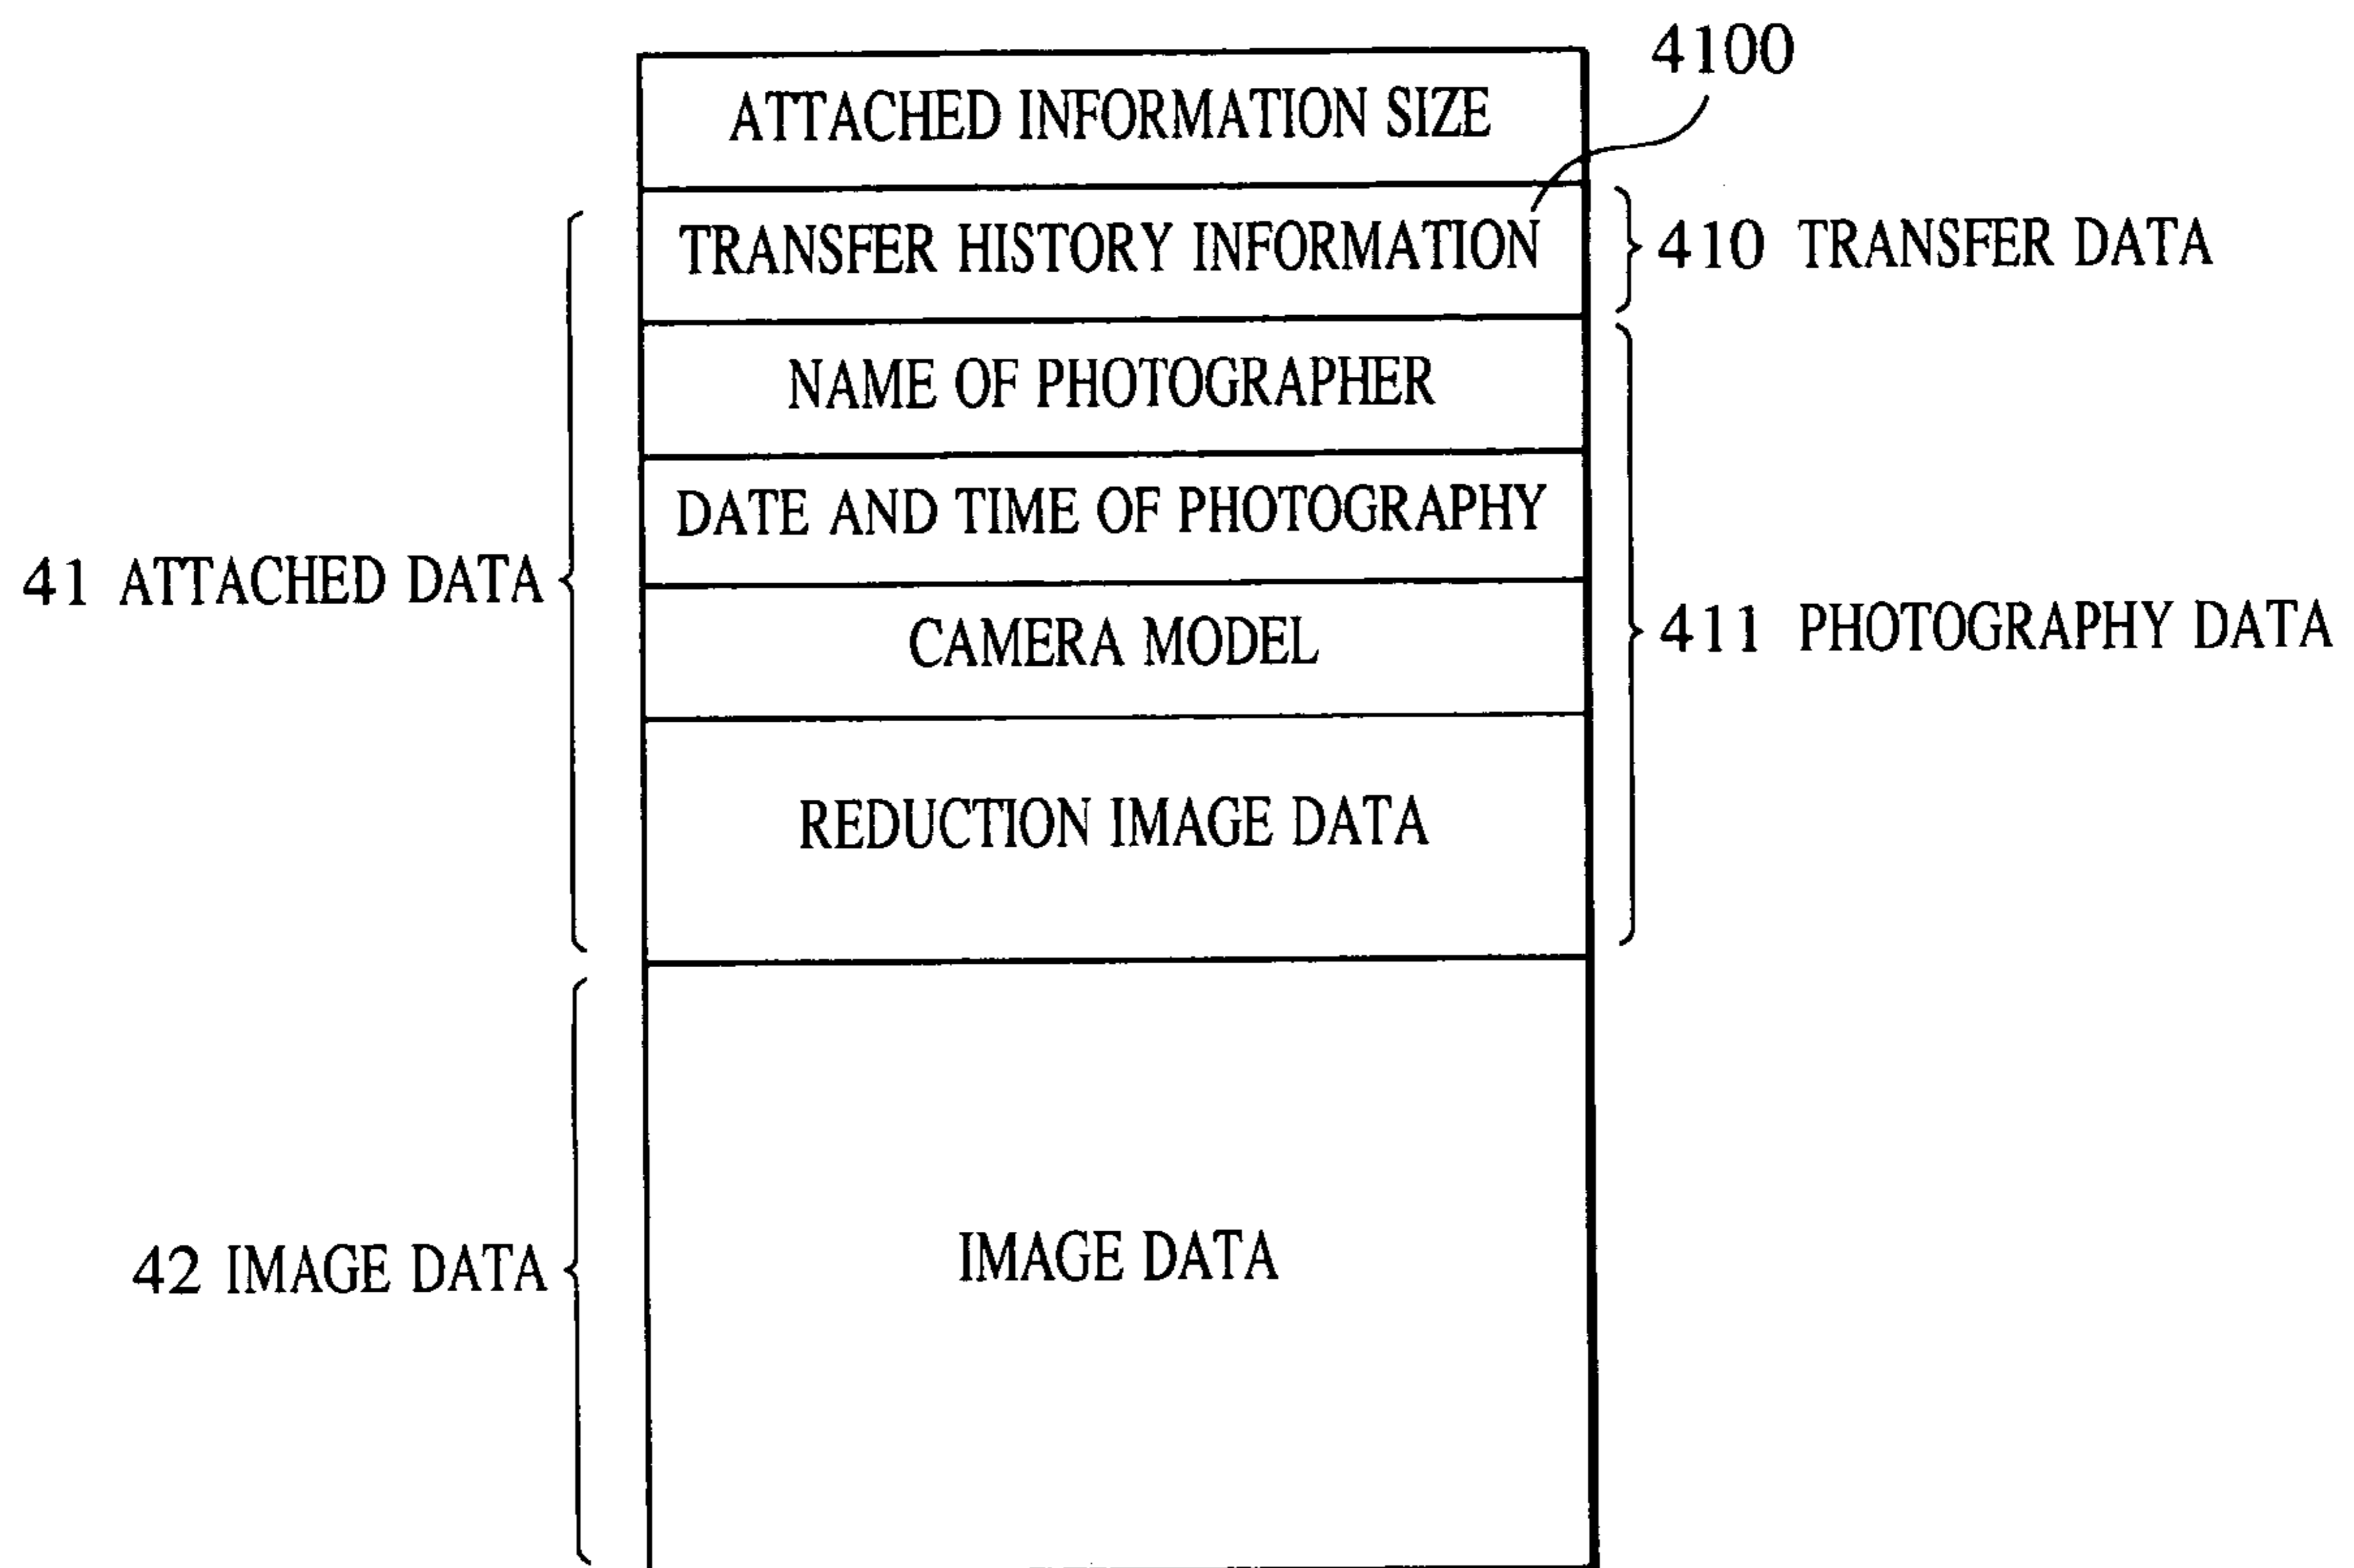 4100
ATTACHED INFORMATION SIZE
TRANSFER HISTORY INFORMATION
410 TRANSFER DATA
NAME OF PHOTOGRAPHER
DATE AND TIME OF PHOTOGRAPHY
41 ATTACHED DATA
CAMERA MODEL
411 PHOTOGRAPHY DATA
REDUCTION IMAGE DATA
42 IMAGE DATA
IMAGE DATA